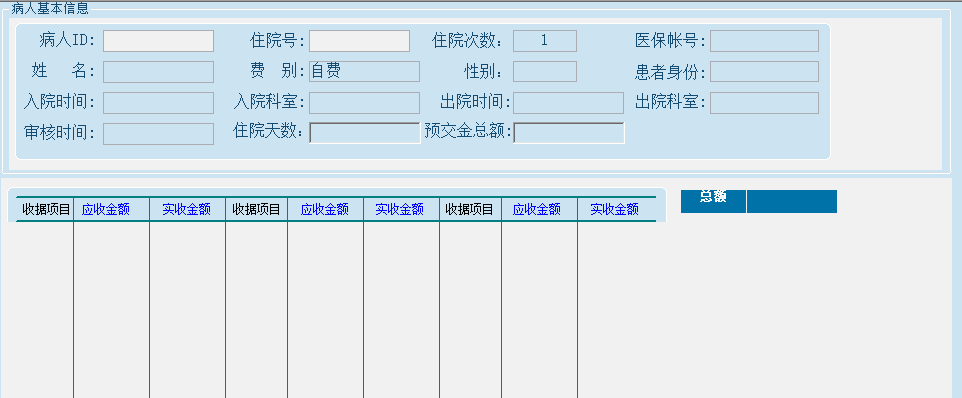 病人基本信息
病人ID: 住院号: 住院次数: 1 医保帐号:
姓 名: 费 别: 自费 性别: 患者身份:
入院时间: 入院科室: 出院时间: 出院科室:
审核时间: 住院天数: 预交金总额:
收据项目 应收金额 实收金额 收据项目 应收金额 实收金额 收据项目 应收金额 实收金额 总额